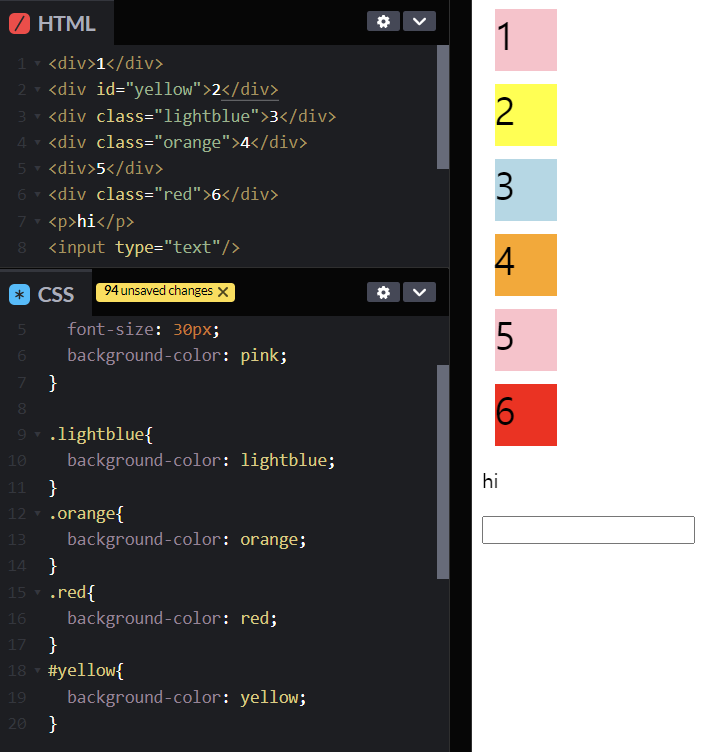 HTML
1 <div>1</div>
2 <div id="yellow">2</div>
3 <div class="lightblue">3</div>
4 <div class="orange">4</div>
5 <div>5</div>
6 <div class="red">6</div>
7 <p>hi</p>
8 <input type="text"/>
CSS 94 unsaved changes
5 font-size: 30px;
6 background-color: pink;
7 }
8
9 .lightblue{
10 background-color: lightblue;
11 }
12 .orange{
13 background-color: orange;
14 }
15 .red{
16 background-color: red;
17 }
18 #yellow{
19 background-color: yellow;
20 }
1
2
3
4
5
6
hi